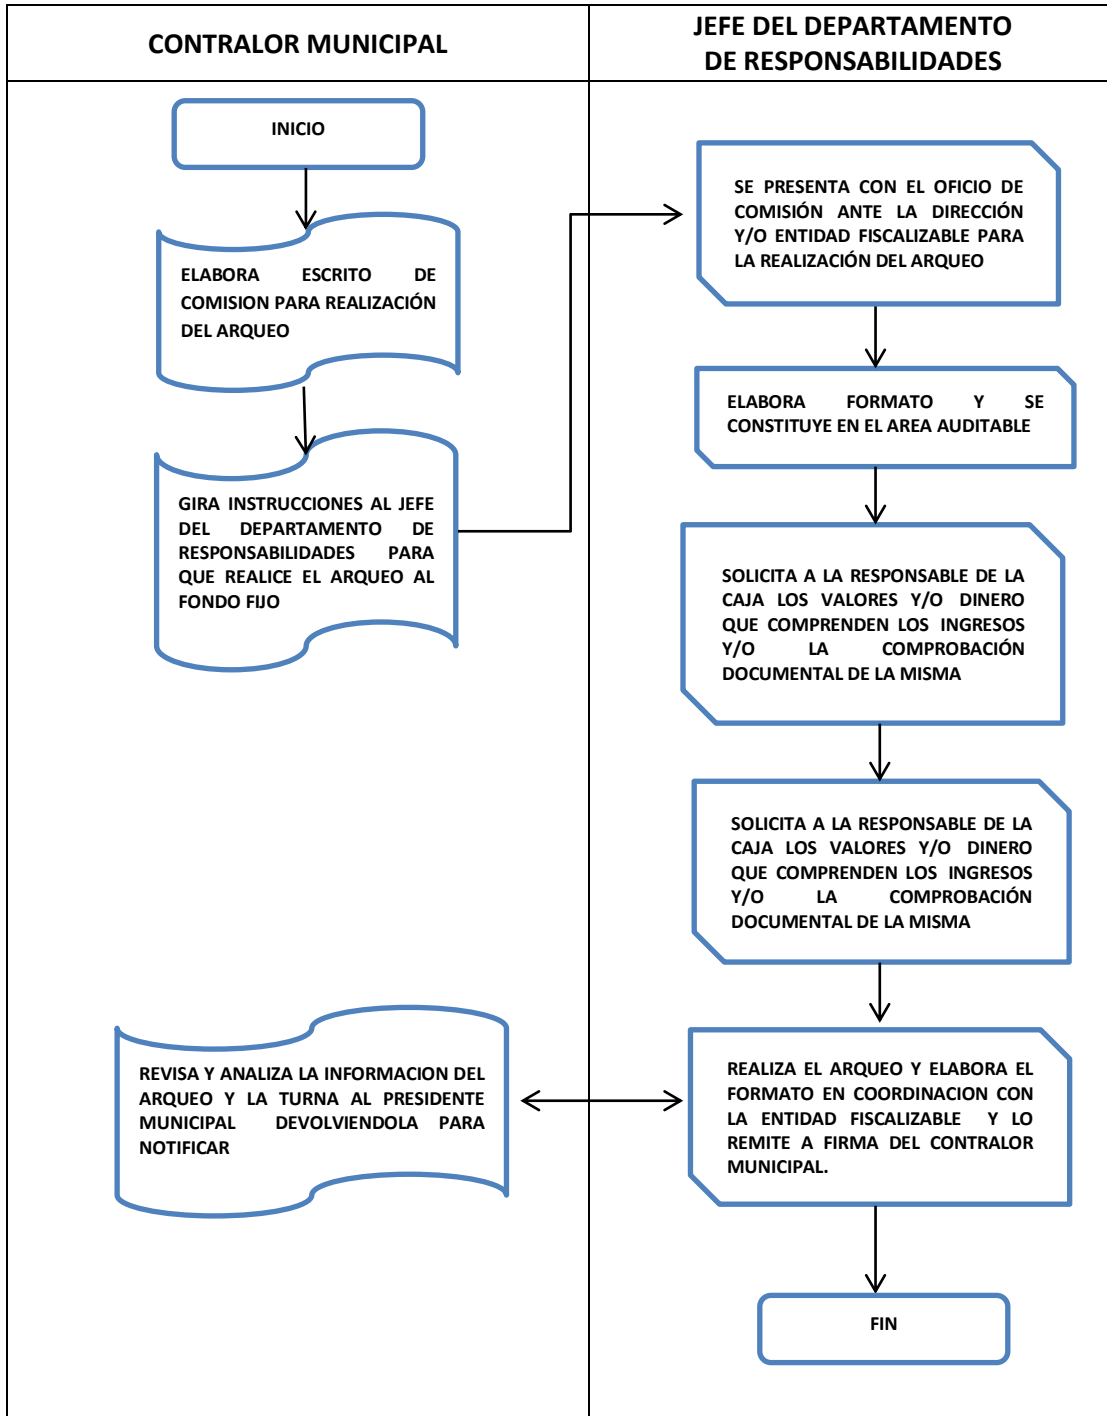 CONTRALOR MUNICIPAL
JEFE DEL DEPARTAMENTO
DE RESPONSABILIDADES
INICIO
ELABORA ESCRITO DE
COMISION PARA REALIZACIÓN
DEL ARQUEO
GIRA INSTRUCCIONES AL JEFE
DEL DEPARTAMENTO DE
RESPONSABILIDADES PARA
QUE REALICE EL ARQUEO AL
FONDO FIJO
SE PRESENTA CON EL OFICIO DE
COMISIÓN ANTE LA DIRECCIÓN
Y/O ENTIDAD FISCALIZABLE PARA
LA REALIZACIÓN DEL ARQUEO
ELABORA FORMATO Y SE
CONSTITUYE EN EL AREA AUDITABLE
SOLICITA A LA RESPONSABLE DE LA
CAJA LOS VALORES Y/O DINERO
QUE COMPRENDEN LOS INGRESOS
Y/O LA COMPROBACIÓN
DOCUMENTAL DE LA MISMA
SOLICITA A LA RESPONSABLE DE LA
CAJA LOS VALORES Y/O DINERO
QUE COMPRENDEN LOS INGRESOS
Y/O LA COMPROBACIÓN
DOCUMENTAL DE LA MISMA
REALIZA EL ARQUEO Y ELABORA EL
FORMATO EN COORDINACION CON
LA ENTIDAD FISCALIZABLE Y LO
REMITE A FIRMA DEL CONTRALOR
MUNICIPAL.
REVISA Y ANALIZA LA INFORMACION DEL
ARQUEO Y LA TURNA AL PRESIDENTE
MUNICIPAL DEVOLVIENDOLA PARA
NOTIFICAR
FIN